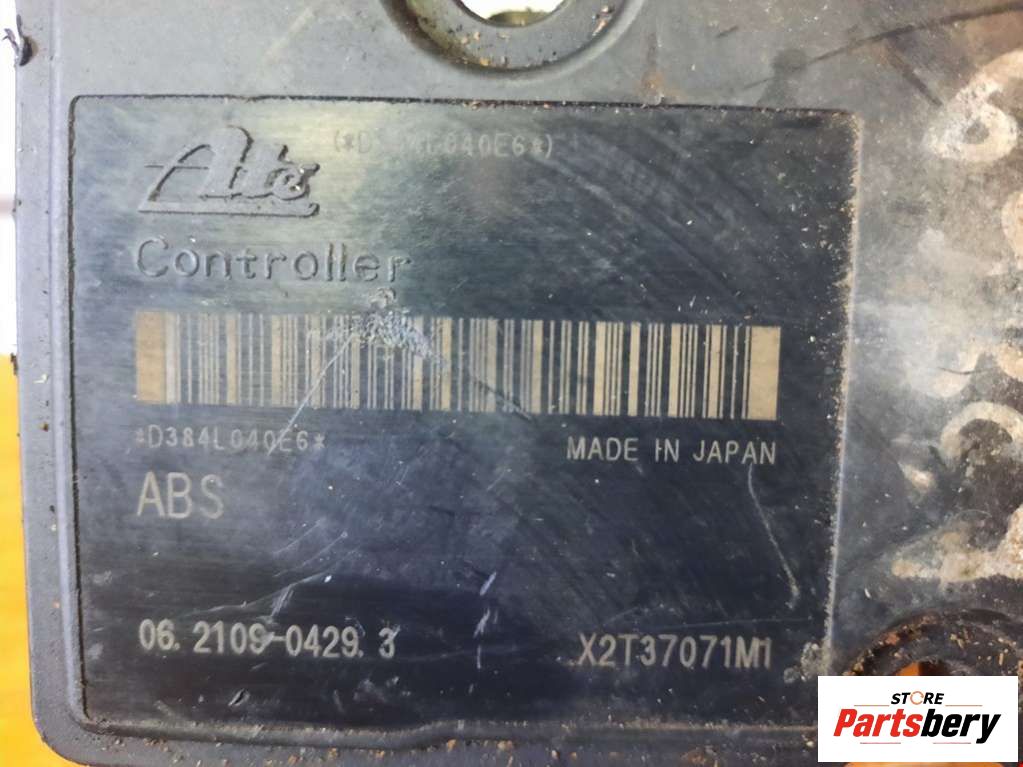 Ate
Controller
*D384L040E6*
MADE IN JAPAN
ABS
06.2109-0429.3
X2T37071M1
STORE
Partsbery